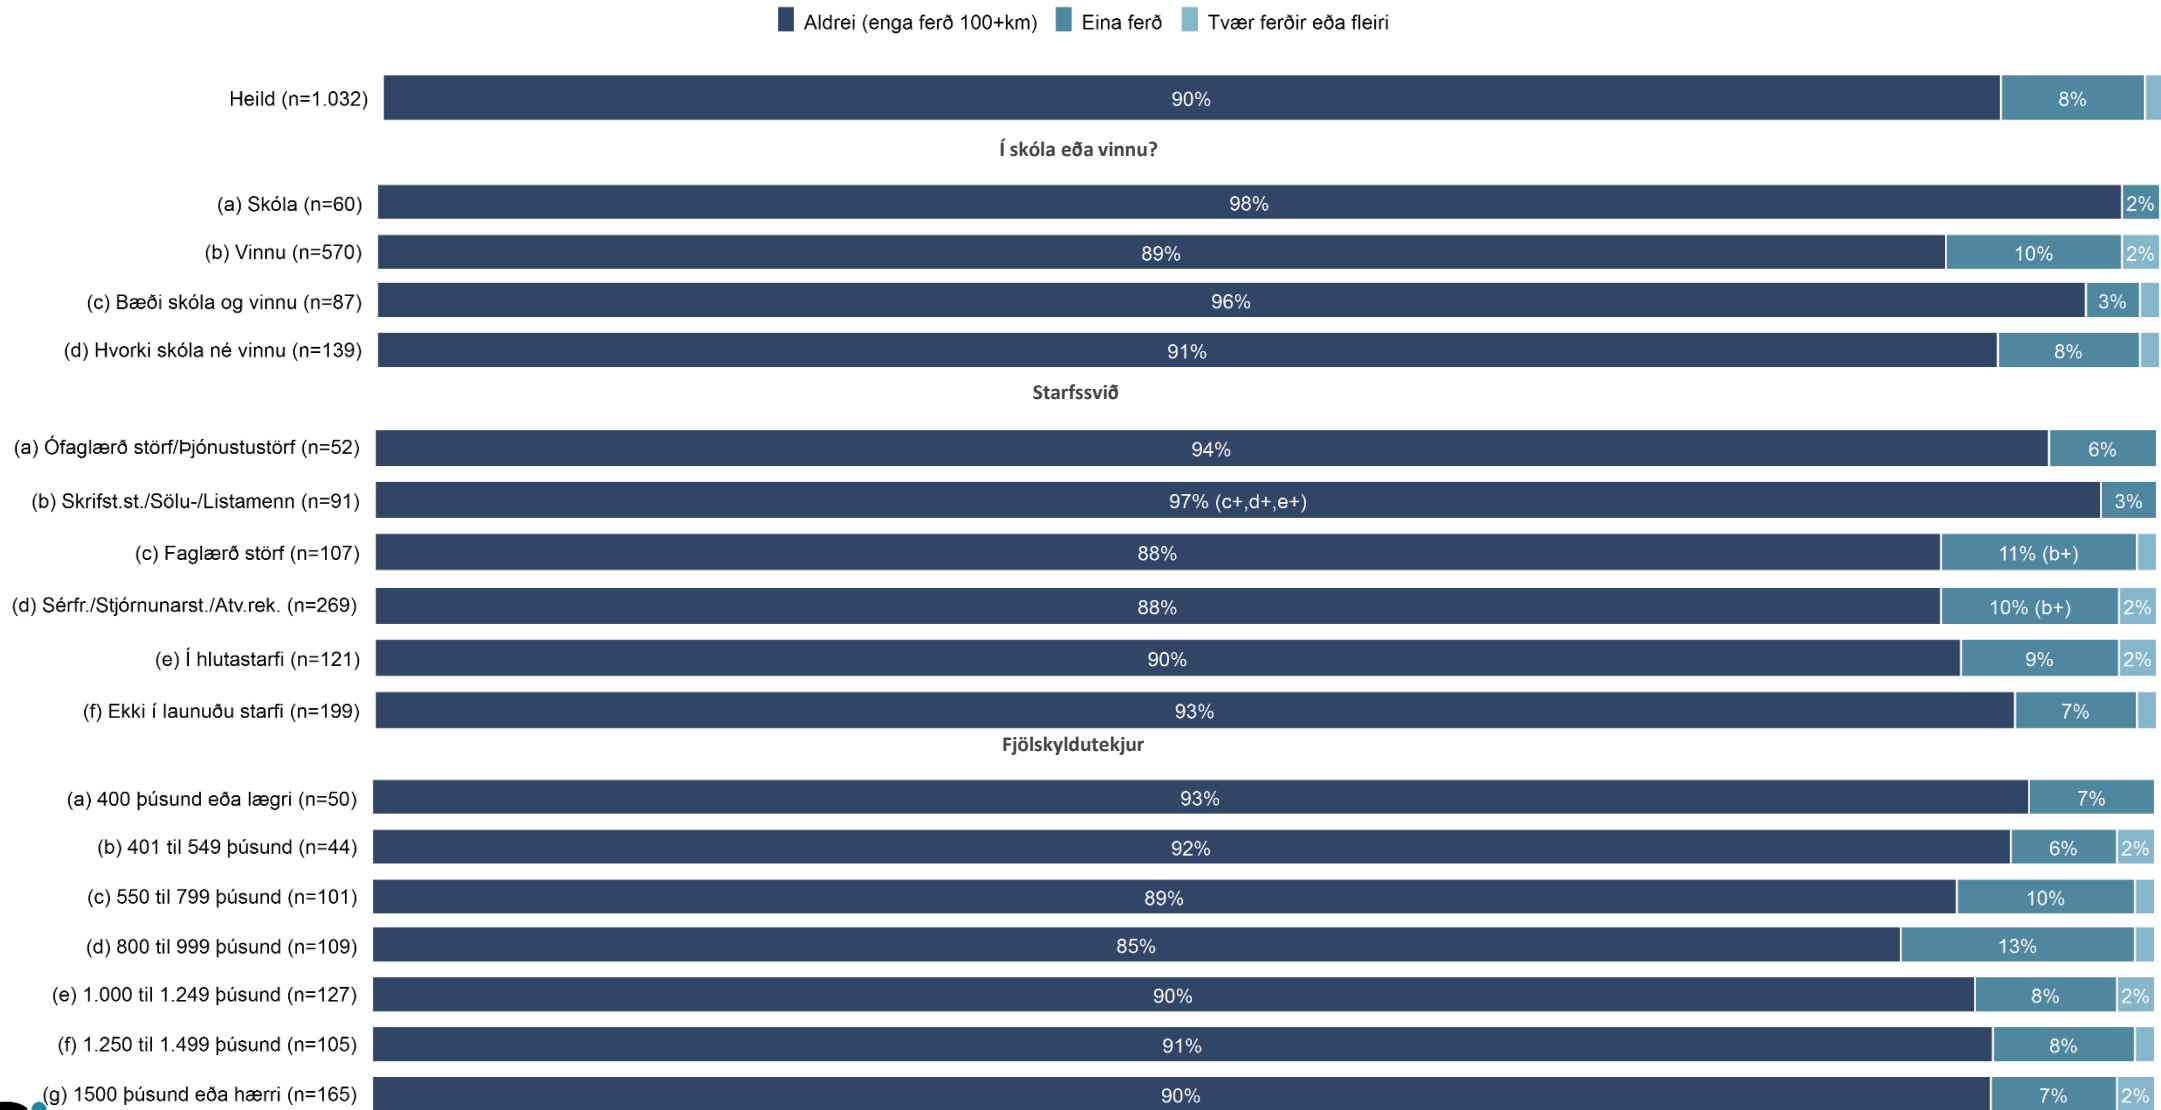 Aldrei (enga ferð 100+km) Eina ferð Tvær ferðir eða fleiri
Heild (n=1.032) 90% 8%
Í skóla eða vinnu?
(a) Skóla (n=60) 98% 2%
(b) Vinnu (n=570) 89% 10% 2%
(c) Bæði skóla og vinnu (n=87) 96% 3%
(d) Hvorki skóla né vinnu (n=139) 91% 8%
Starfssvið
(a) Ófaglærð störf/Þjónustustörf (n=52) 94% 6%
(b) Skrifst.st./Sölu-/Listamenn (n=91) 97% (c+,d+,e+) 3%
(c) Faglærð störf (n=107) 88% 11% (b+)
(d) Sérfr./Stjórnunarst./Atv.rek. (n=269) 88% 10% (b+) 2%
(e) Í hlutastarfi (n=121) 90% 9% 2%
(f) Ekki í launuðu starfi (n=199) 93% 7%
Fjölskyldutekjur
(a) 400 þúsund eða lægri (n=50) 93% 7%
(b) 401 til 549 þúsund (n=44) 92% 6% 2%
(c) 550 til 799 þúsund (n=101) 89% 10%
(d) 800 til 999 þúsund (n=109) 85% 13%
(e) 1.000 til 1.249 þúsund (n=127) 90% 8% 2%
(f) 1.250 til 1.499 þúsund (n=105) 91% 8%
(g) 1500 þúsund eða hærri (n=165) 90% 7% 2%